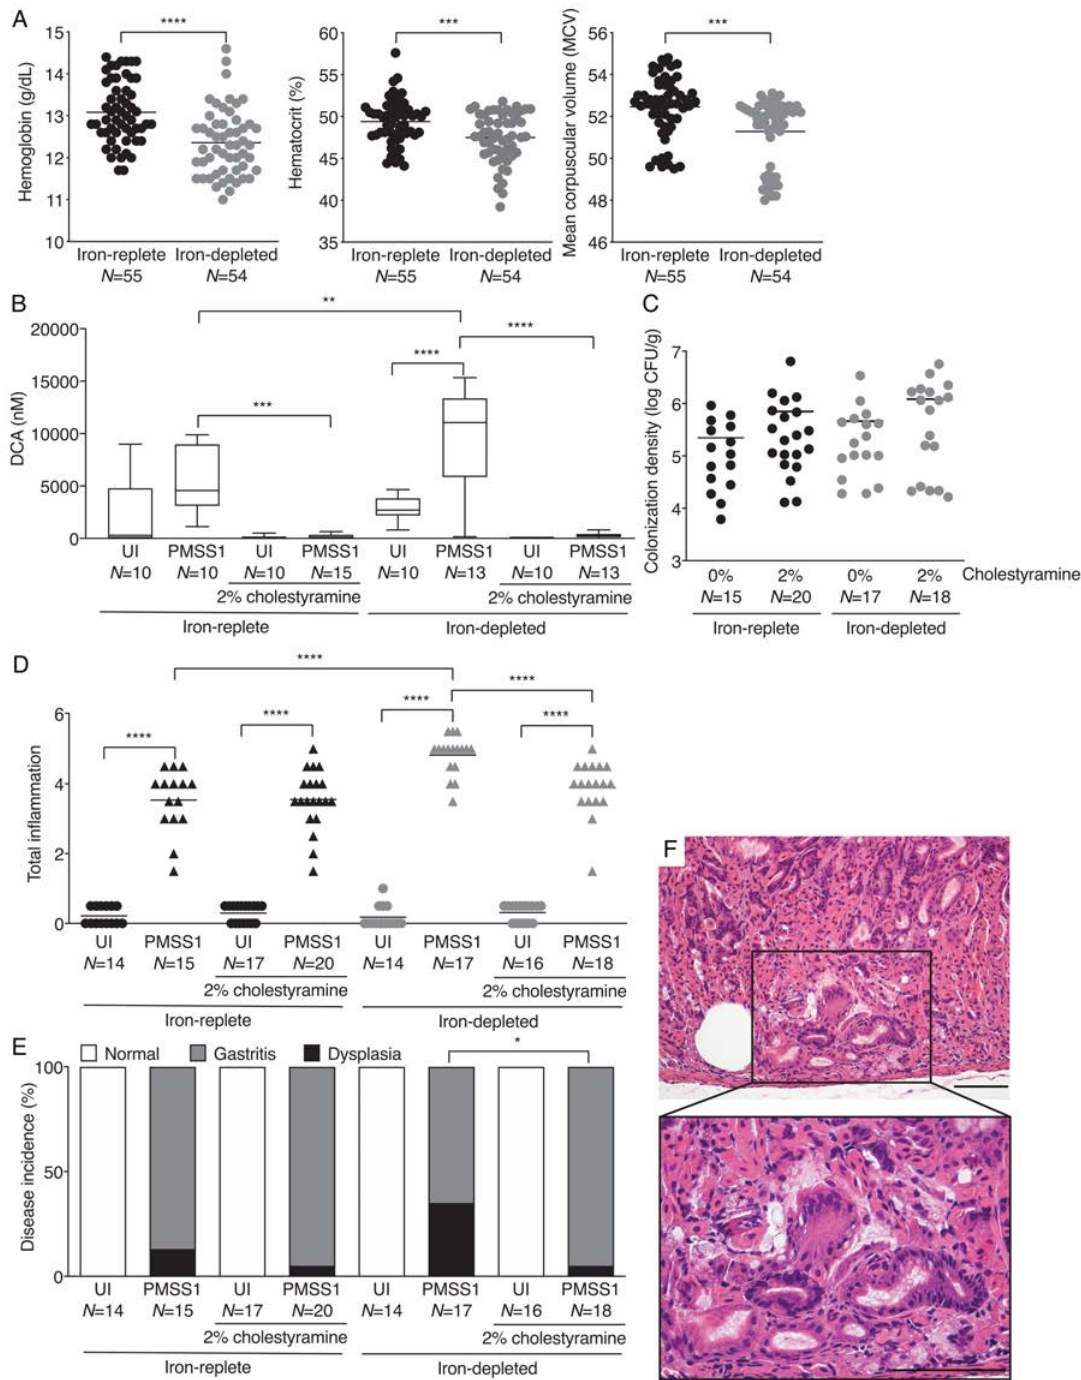 A
****
***
***
Hemoglobin (g/dL)
15
14
13
12
11
10
Iron-replete Iron-depleted
N=55 N=54
Hematocrit (%)
60
55
50
45
40
35
Iron-replete Iron-depleted
N=55 N=54
Mean corpuscular volume (MCV)
56
54
52
50
48
46
Iron-replete Iron-depleted
N=55 N=54
B
**
****
****
***
DCA (nM)
20000
15000
10000
5000
0
UI PMSS1 UI PMSS1 UI PMSS1 UI PMSS1
N=10 N=10 N=10 N=15 N=10 N=13 N=10 N=13
2% cholestyramine 2% cholestyramine
Iron-replete Iron-depleted
C
Colonization density (log CFU/g)
7
6
5
4
3
0% 2% 0% 2% Cholestyramine
N=15 N=20 N=17 N=18
Iron-replete Iron-depleted
D
****
****
****
****
****
****
Total inflammation
6
4
2
0
UI PMSS1 UI PMSS1 UI PMSS1 UI PMSS1
N=14 N=15 N=17 N=20 N=14 N=17 N=16 N=18
2% cholestyramine 2% cholestyramine
Iron-replete Iron-depleted
E
Normal Gastritis Dysplasia
*
Disease incidence (%)
100
50
0
UI PMSS1 UI PMSS1 UI PMSS1 UI PMSS1
N=14 N=15 N=17 N=20 N=14 N=17 N=16 N=18
2% cholestyramine 2% cholestyramine
Iron-replete Iron-depleted
F